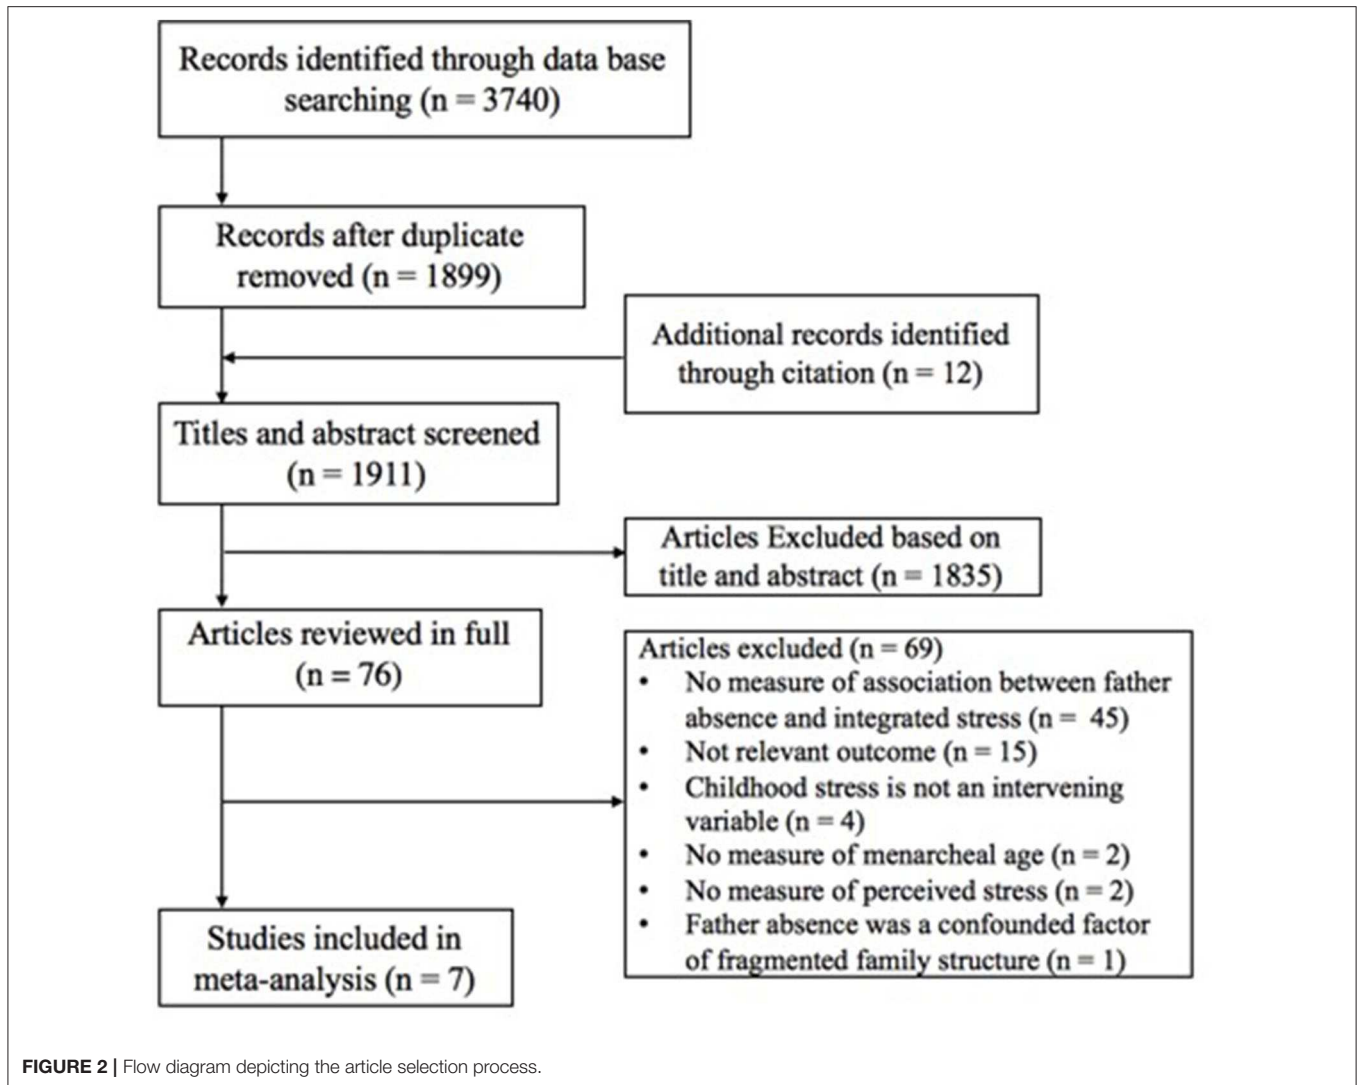 Records identified through data base
searching (n = 3740)
Records after duplicate
removed (n = 1899)
Additional records identified
through citation (n = 12)
Titles and abstract screened
(n = 1911)
Articles Excluded based on
title and abstract (n = 1835)
Articles reviewed in full
(n = 76)
Articles excluded (n = 69)
• No measure of association between father
absence and integrated stress (n = 45)
• Not relevant outcome (n = 15)
• Childhood stress is not an intervening
variable (n = 4)
• No measure of menarcheal age (n = 2)
• No measure of perceived stress (n = 2)
• Father absence was a confounded factor
of fragmented family structure (n = 1)
Studies included in
meta-analysis (n = 7)
FIGURE 2 | Flow diagram depicting the article selection process.